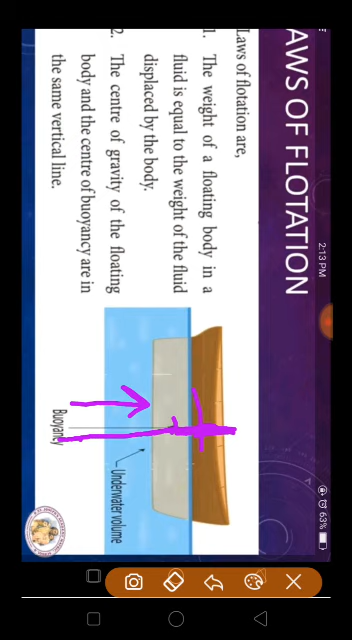 2:13 PM
63%
AWS OF FLOTATION
Laws of flotation are,
1. The weight of a floating body in a
fluid is equal to the weight of the fluid
displaced by the body.
2. The centre of gravity of the floating
body and the centre of buoyancy are in
the same vertical line.
Underwater volume
Buoyancy